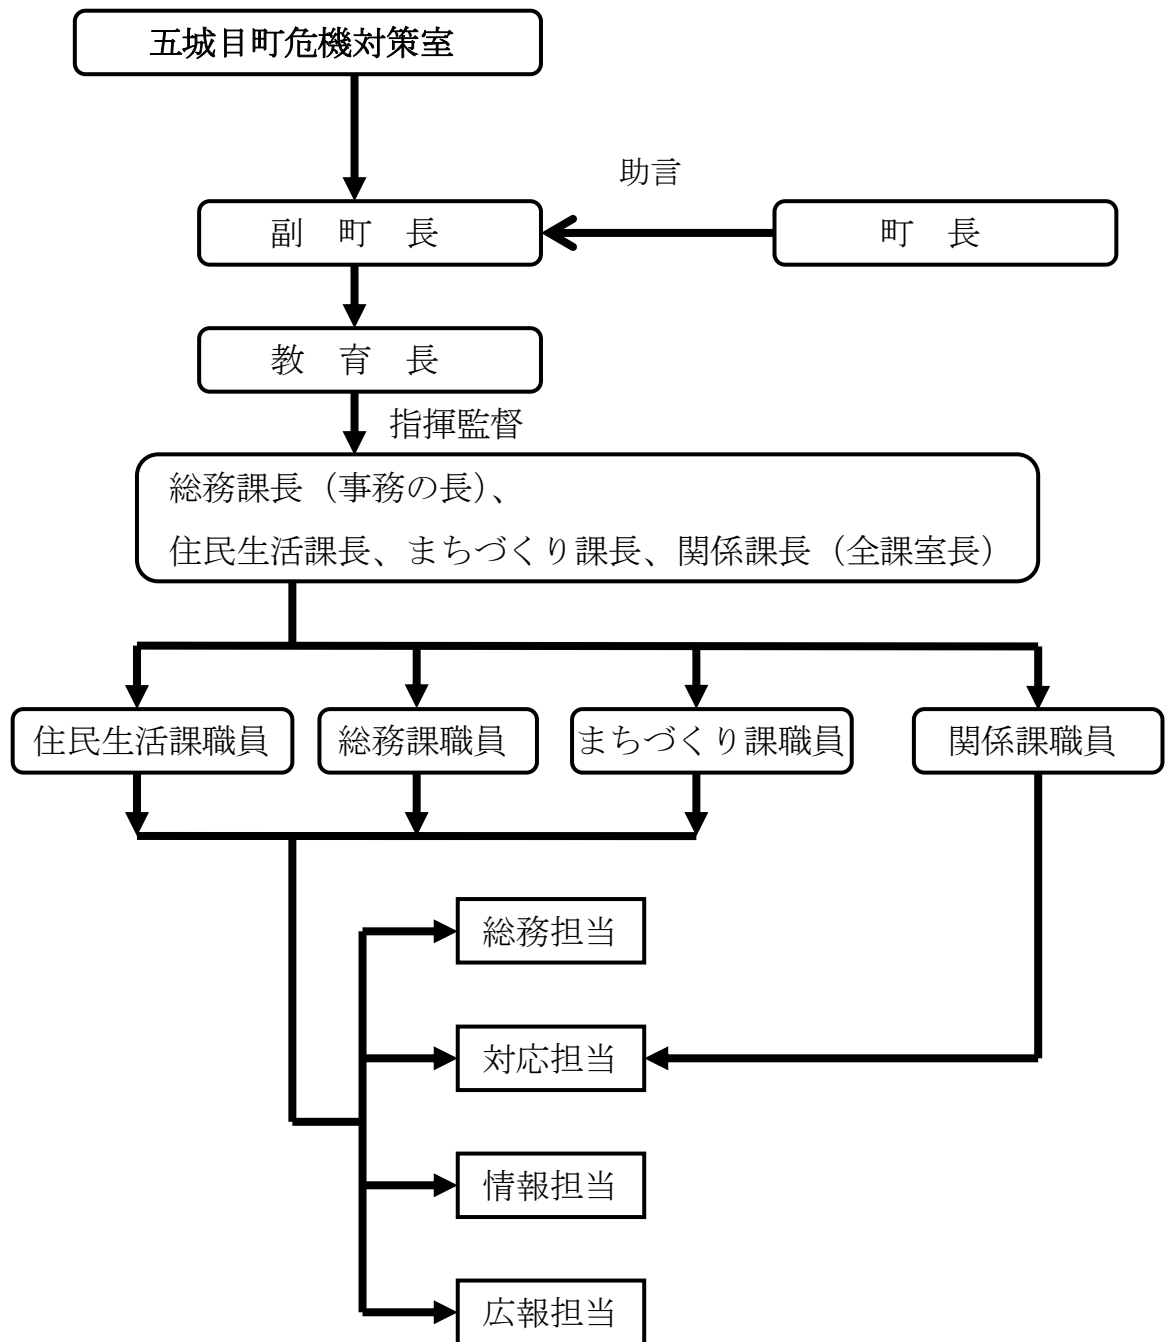 五城目町危機対策室
助言
副　町　長
町　長
教　育　長
指揮監督
総務課長（事務の長）、
住民生活課長、まちづくり課長、関係課長（全課室長）
住民生活課職員
総務課職員
まちづくり課職員
関係課職員
総務担当
対応担当
情報担当
広報担当